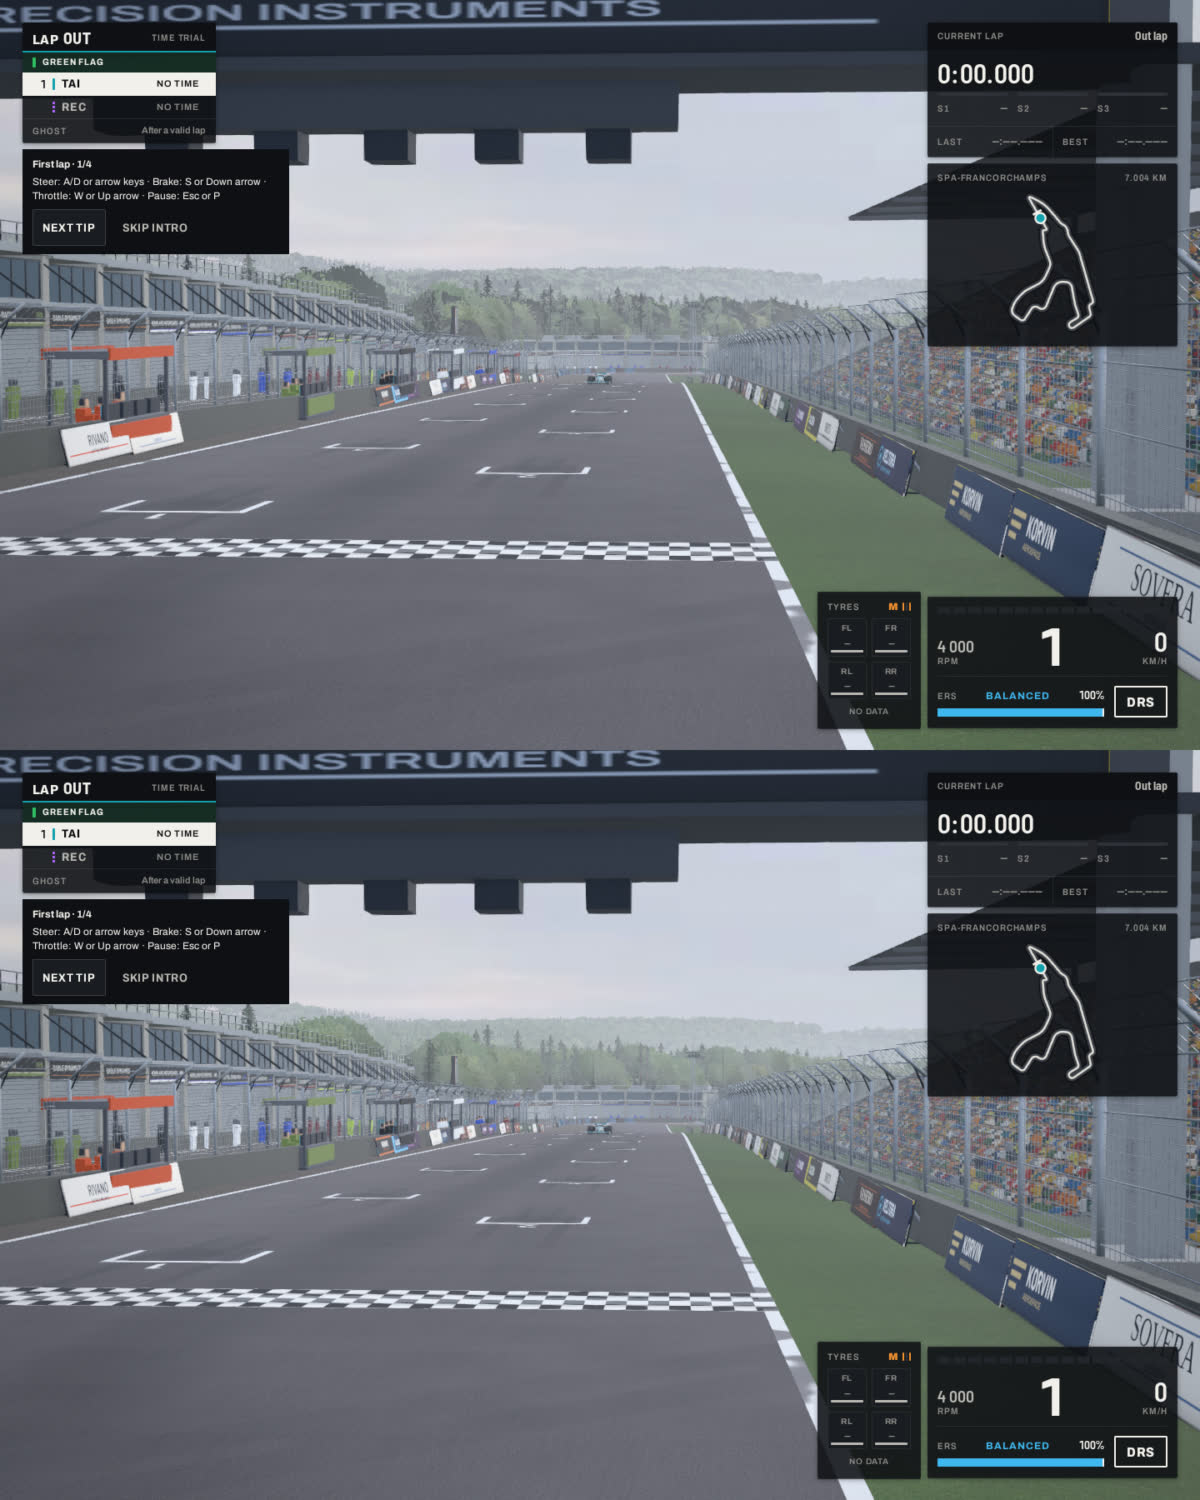 RECISION INSTRUMENTS
LAP OUT TIME TRIAL
GREEN FLAG
1 TAI NO TIME
REC NO TIME
GHOST After a valid lap
First lap · 1/4
Steer: A/D or arrow keys · Brake: S or Down arrow ·
Throttle: W or Up arrow · Pause: Esc or P
NEXT TIP SKIP INTRO
CURRENT LAP Out lap
0:00.000
S1 — S2 — S3 —
LAST —:——.——— BEST —:——.———
SPA-FRANCORCHAMPS 7.004 KM
RIVANO
KORVIN
KORVIN
SOVERA
TYRES M
FL FR
– –
RL RR
– –
NO DATA
4 000 1 0
RPM KM/H
ERS BALANCED 100% DRS
RECISION INSTRUMENTS
LAP OUT TIME TRIAL
GREEN FLAG
1 TAI NO TIME
REC NO TIME
GHOST After a valid lap
First lap · 1/4
Steer: A/D or arrow keys · Brake: S or Down arrow ·
Throttle: W or Up arrow · Pause: Esc or P
NEXT TIP SKIP INTRO
CURRENT LAP Out lap
0:00.000
S1 — S2 — S3 —
LAST —:——.——— BEST —:——.———
SPA-FRANCORCHAMPS 7.004 KM
RIVANO
KORVIN
KORVIN
SOVERA
TYRES M
FL FR
– –
RL RR
– –
NO DATA
4 000 1 0
RPM KM/H
ERS BALANCED 100% DRS